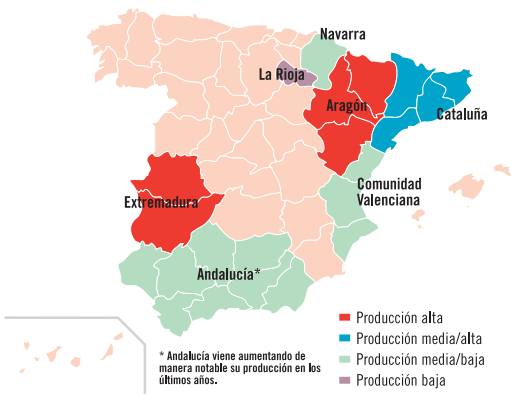 Navarra
La Rioja
Aragón
Cataluña
Comunidad
Valenciana
Extremadura
Andalucía*
Producción alta
Producción media/alta
Producción media/baja
Producción baja
* Andalucía viene aumentando de
manera notable su producción en los
últimos años.